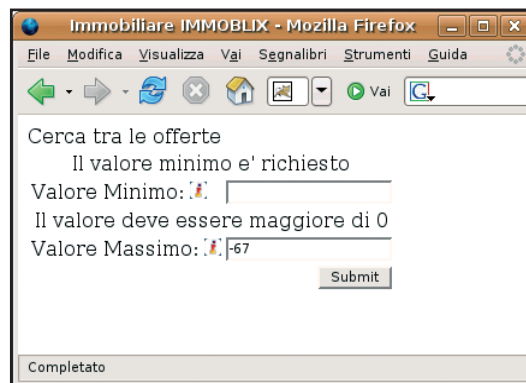 Immobiliare IMMOBLIX - Mozilla Firefox
File Modifica Visualizza Vai Segnalibri Strumenti Guida
Vai G
Cerca tra le offerte
Il valore minimo e' richiesto
Valore Minimo:
Il valore deve essere maggiore di 0
Valore Massimo: -67
Submit
Completato